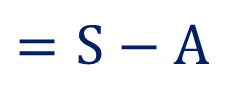 = S − A